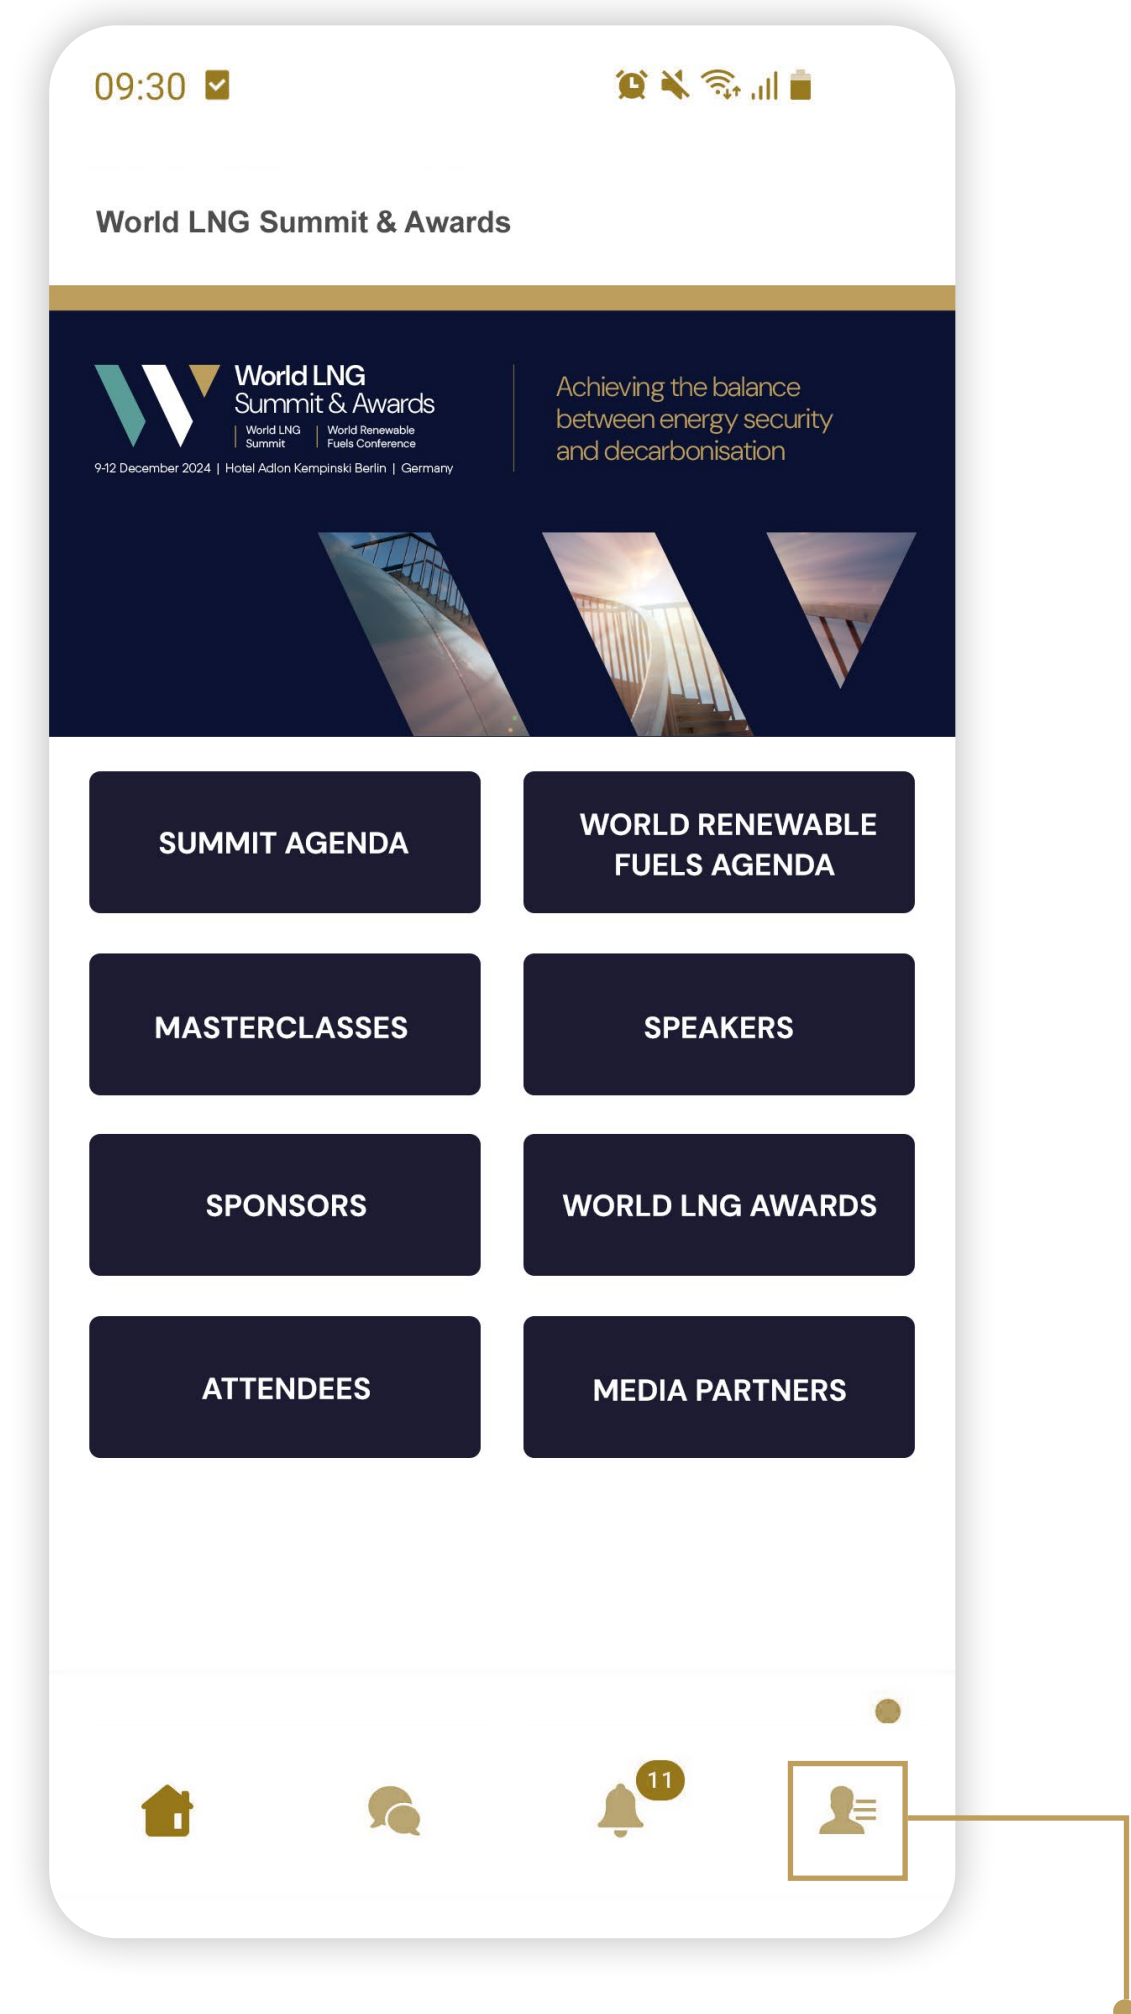 09:30
World LNG Summit & Awards
World LNG
Summit & Awards
World LNG
Summit
World Renewable
Fuels Conference
9-12 December 2024 | Hotel Adlon Kempinski Berlin | Germany
Achieving the balance
between energy security
and decarbonisation
SUMMIT AGENDA
WORLD RENEWABLE
FUELS AGENDA
MASTERCLASSES
SPEAKERS
SPONSORS
WORLD LNG AWARDS
ATTENDEES
MEDIA PARTNERS
11